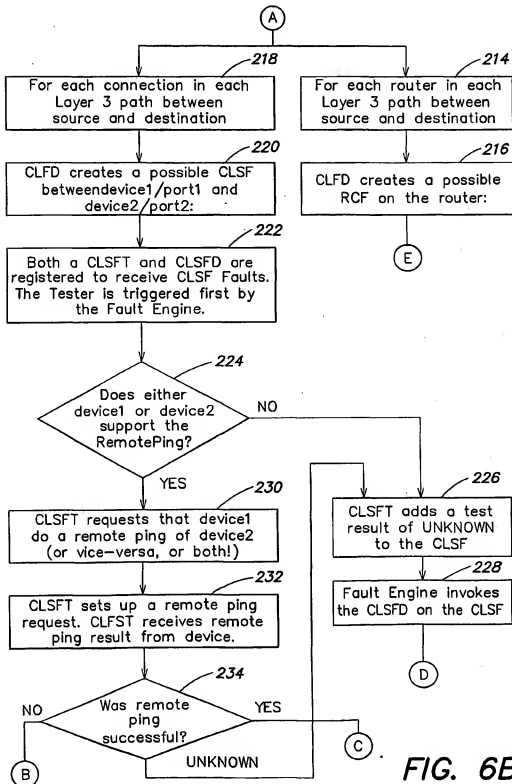 A
218
For each connection in each
Layer 3 path between
source and destination
214
For each router in each
Layer 3 path between
source and destination
220
CLFD creates a possible CLSF
betweendevice1/port1 and
device2/port2:
216
CLFD creates a possible
RCF on the router:
E
222
Both a CLSFT and CLSFD are
registered to receive CLSF Faults.
The Tester is triggered first by
the Fault Engine.
224
Does either
device1 or device2
support the
RemotePing?
NO
YES
226
CLSFT adds a test
result of UNKNOWN
to the CLSF
230
CLSFT requests that device1
do a remote ping of device2
(or vice-versa, or both!)
228
Fault Engine invokes
the CLSFD on the CLSF
D
232
CLSFT sets up a remote ping
request. CLFST receives remote
ping result from device.
234
Was remote
ping
successful?
NO
YES
UNKNOWN
B
C
FIG. 6B